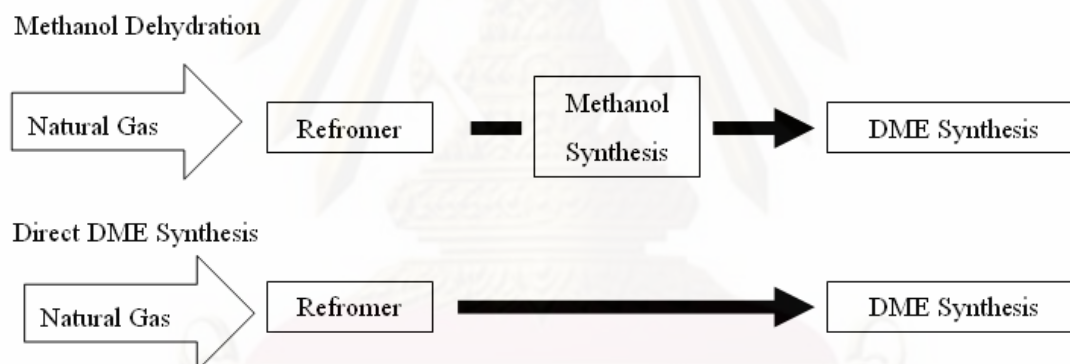 Methanol Dehydration
Natural Gas
Refromer
Methanol
Synthesis
DME Synthesis
Direct DME Synthesis
Natural Gas
Refromer
DME Synthesis